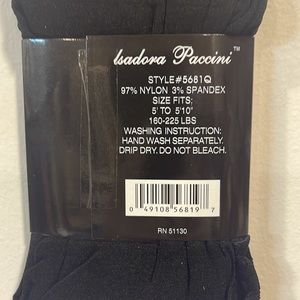 Isadora Paccini™
STYLE#5681Q
97% NYLON 3% SPANDEX
SIZE FITS:
5' TO 5'10"
160-225 LBS
WASHING INSTRUCTION:
HAND WASH SEPARATELY.
DRIP DRY. DO NOT BLEACH.
0 49108 56819 7
RN 51130